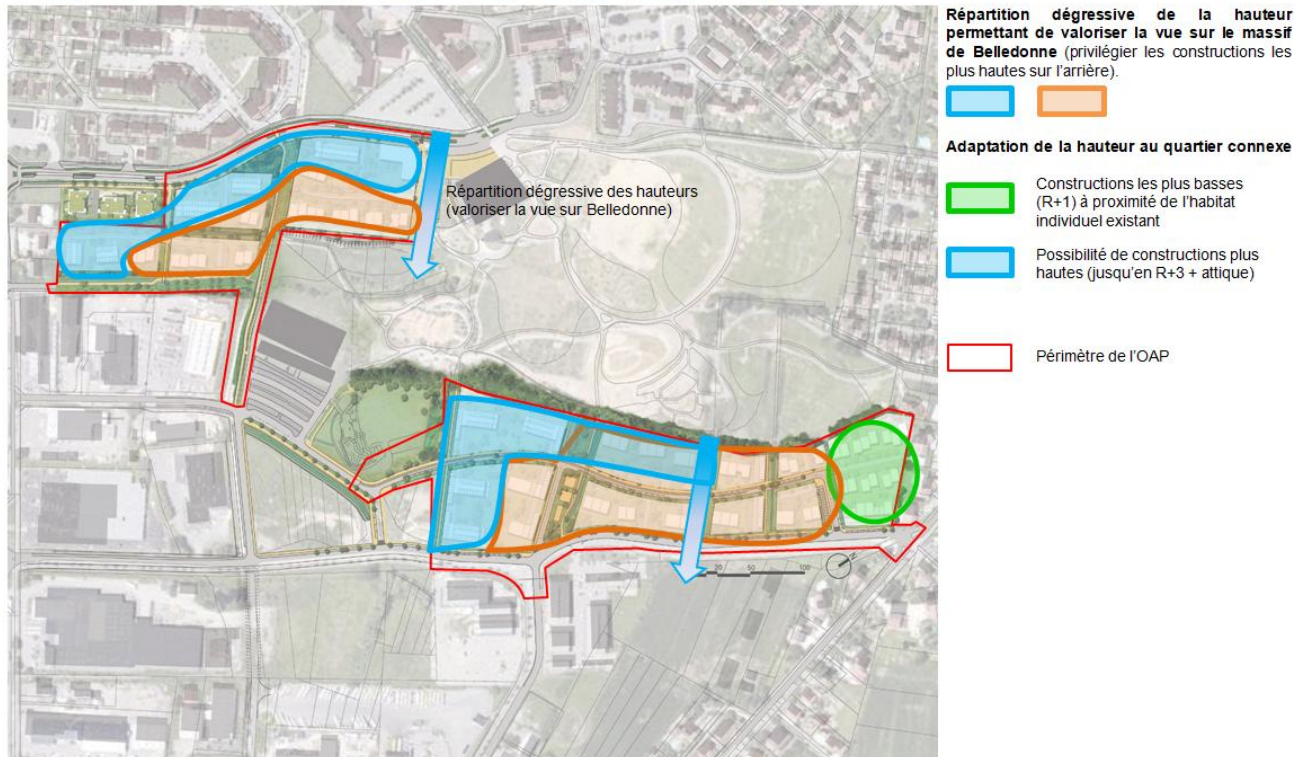 Répartition dégressive de la hauteur
permettant de valoriser la vue sur le massif
de Belledonne (privilégier les constructions les
plus hautes sur l'arrière).
Adaptation de la hauteur au quartier connexe
Constructions les plus basses
(R+1) à proximité de l'habitat
individuel existant
Possibilité de constructions plus
hautes (jusqu'en R+3 + attique)
Périmètre de l'OAP
Répartition dégressive des hauteurs
(valoriser la vue sur Belledonne)
20 50 100
N